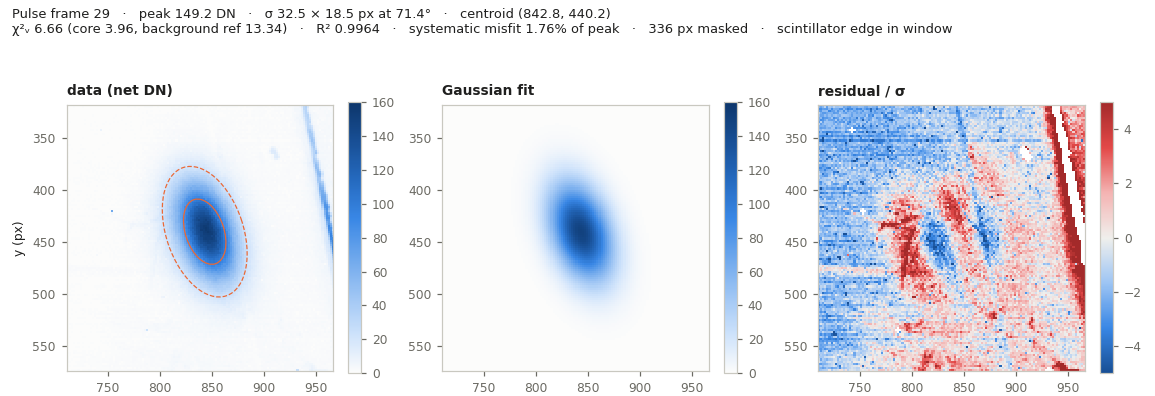 Pulse frame 29 · peak 149.2 DN · σ 32.5 × 18.5 px at 71.4° · centroid (842.8, 440.2)
χ²ᵥ 6.66 (core 3.96, background ref 13.34) · R² 0.9964 · systematic misfit 1.76% of peak · 336 px masked · scintillator edge in window
data (net DN) Gaussian fit residual / σ
160 160
350 140 350 140 350 4
400 120 400 120 400 2
100 100
450 80 450 80 450 0
60 60
500 40 500 40 500 −2
550 20 550 20 550 −4
0 0
y (px)
750 800 850 900 950 750 800 850 900 950 750 800 850 900 950